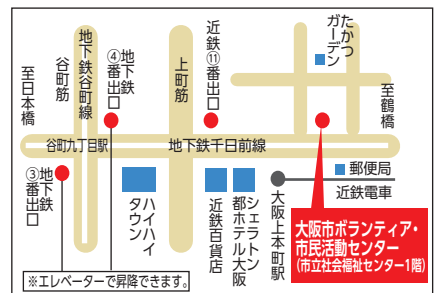 至日本橋
谷町筋
地下鉄谷町線
地下鉄
④番出口
上町筋
近鉄⑪番出口
たかつ
ガーデン
至鶴橋
谷町九丁目駅
地下鉄千日前線
地下鉄
③番出口
ハイハイ
タウン
近鉄百貨店
シェラトン
都ホテル大阪
大阪上本町駅
郵便局
近鉄電車
大阪市ボランティア・
市民活動センター
(市立社会福祉センター1階)
※エレベーターで昇降できます。